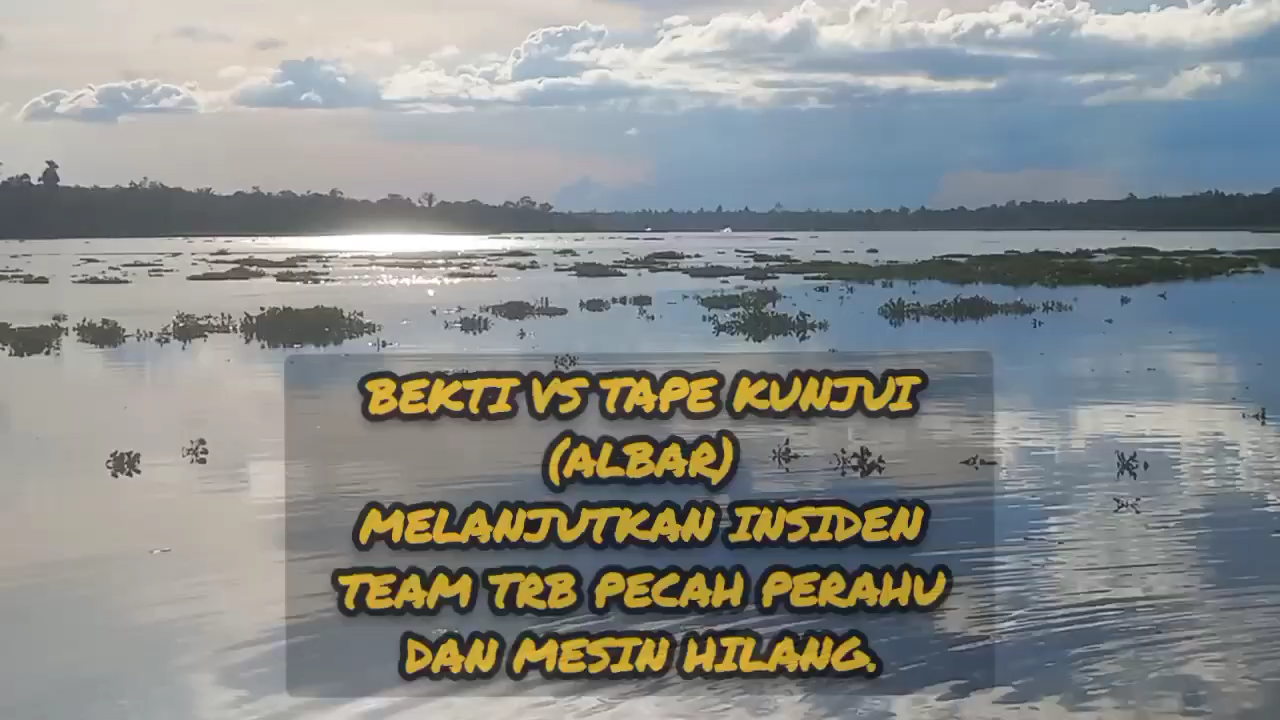 BEKTI VS TAPE KUNJUI
(ALBAR)
MELANJUTKAN INSIDEN
TEAM TRB PECAH PERAHU
DAN MESIN HILANG.